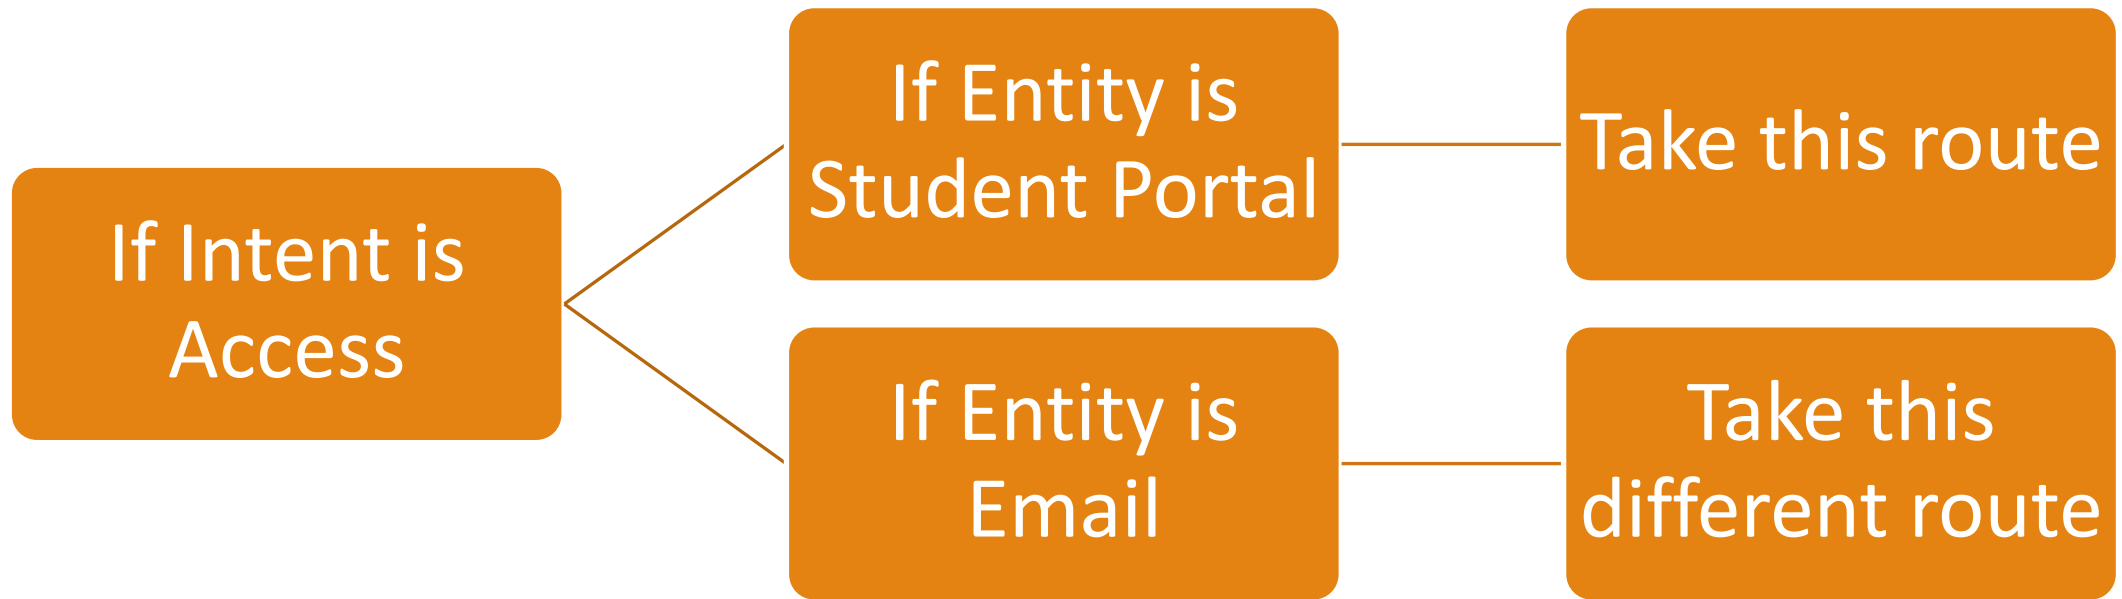 If Intent is
Access
If Entity is
Student Portal
Take this route
If Entity is
Email
Take this
different route